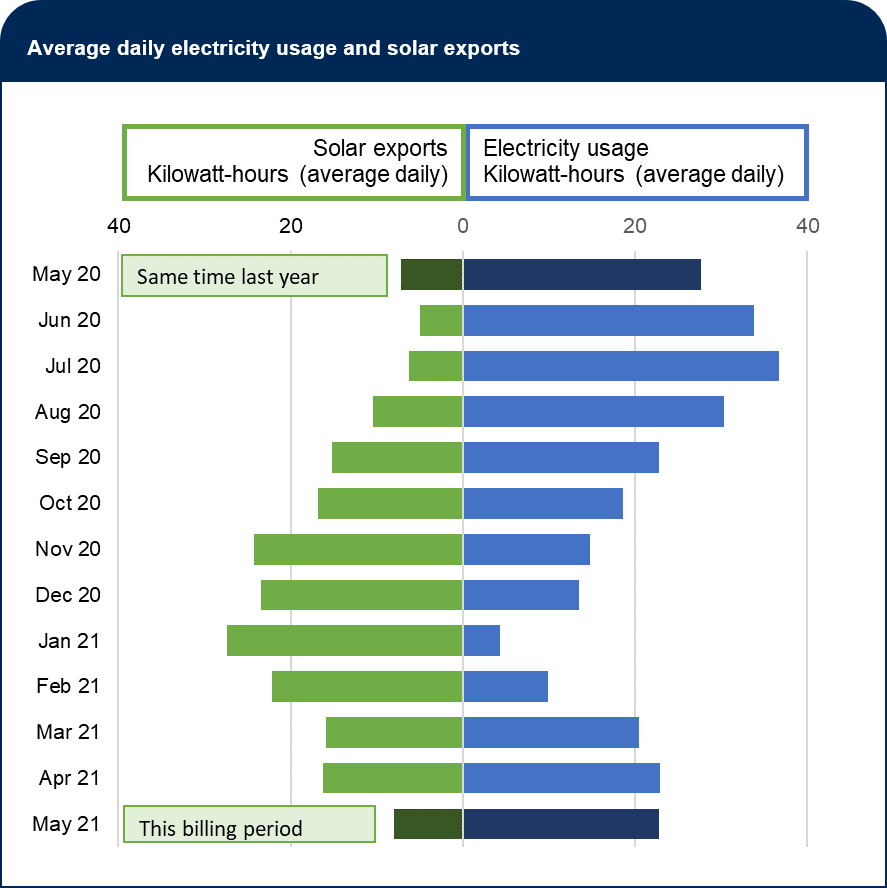 Average daily electricity usage and solar exports
Solar exports
Kilowatt-hours (average daily)
Electricity usage
Kilowatt-hours (average daily)
40 20 0 20 40
May 20
Same time last year
Jun 20
Jul 20
Aug 20
Sep 20
Oct 20
Nov 20
Dec 20
Jan 21
Feb 21
Mar 21
Apr 21
May 21
This billing period